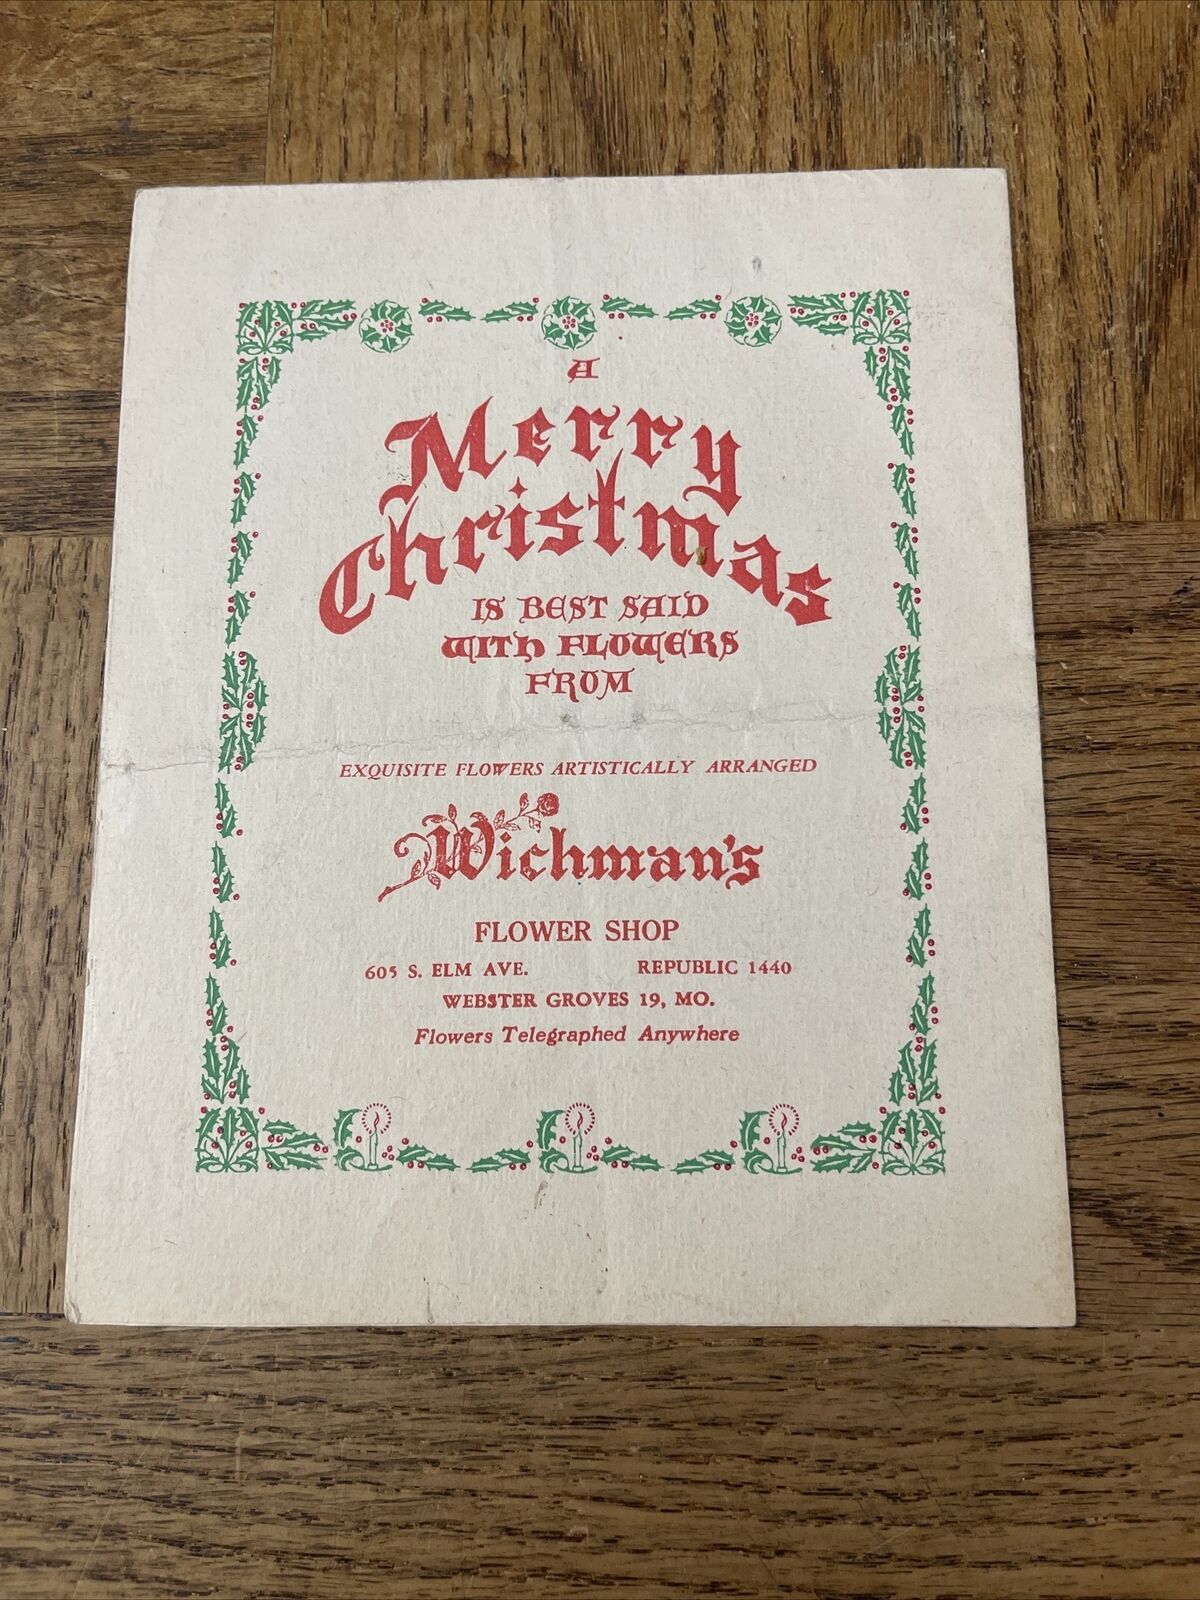 A
Merry
Christmas
IS BEST SAID
WITH FLOWERS
FROM
EXQUISITE FLOWERS ARTISTICALLY ARRANGED
Wichman's
FLOWER SHOP
605 S. ELM AVE. REPUBLIC 1440
WEBSTER GROVES 19, MO.
Flowers Telegraphed Anywhere